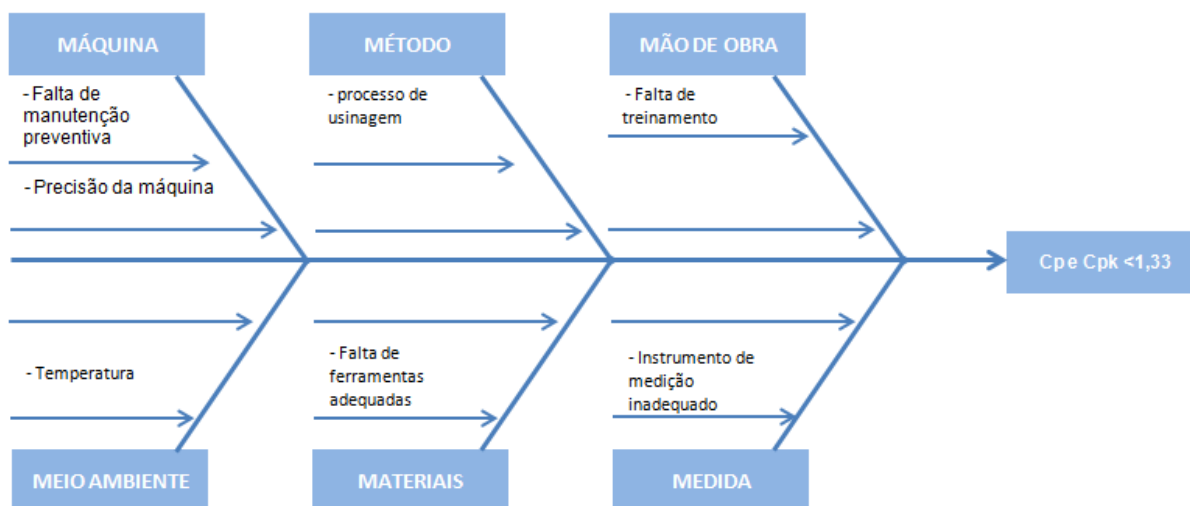 MÁQUINA
MÉTODO
MÃO DE OBRA
- Falta de
manutenção
preventiva
- Precisão da máquina
- processo de
usinagem
- Falta de
treinamento
Cp e Cpk <1,33
- Temperatura
- Falta de
ferramentas
adequadas
- Instrumento de
medição
inadequado
MEIO AMBIENTE
MATERIAIS
MEDIDA